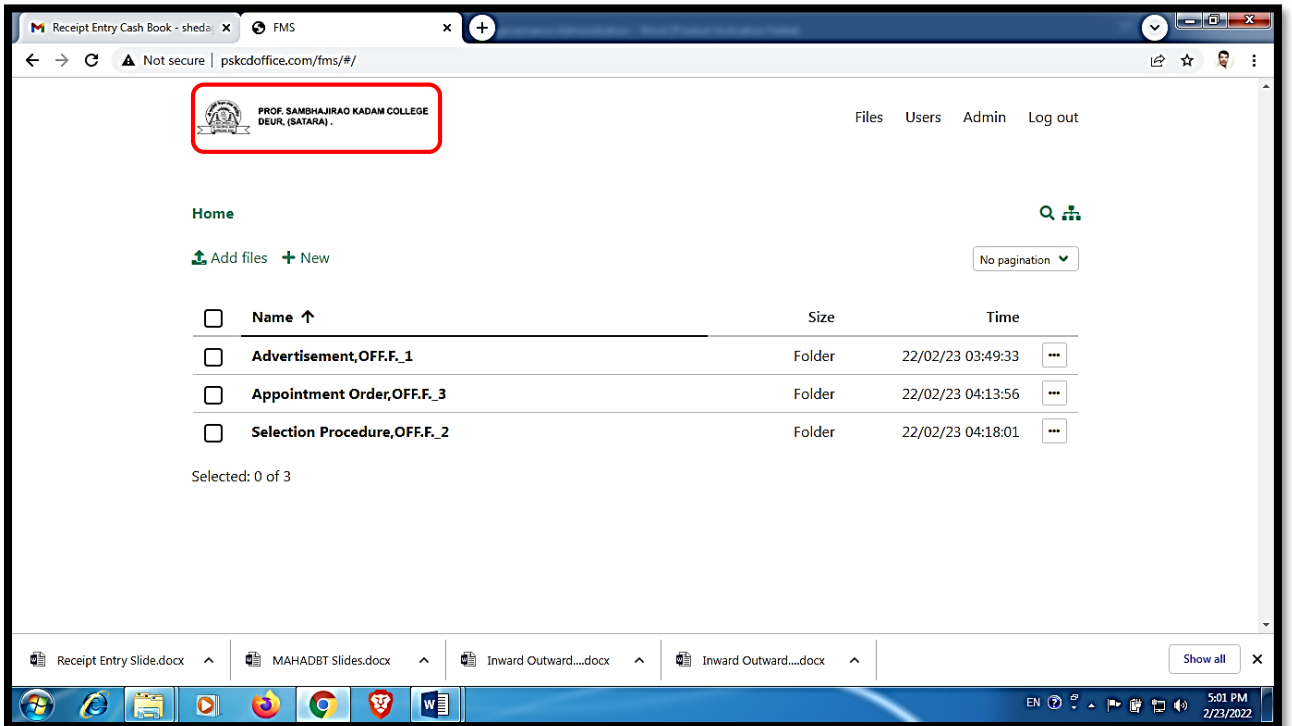 Receipt Entry Cash Book - sheda
FMS
Not secure | pskcdoffice.com/fms/#/
PROF. SAMBHAJIRAO KADAM COLLEGE
DEUR, (SATARA) .
Files Users Admin Log out
Home
Add files + New
No pagination
Name ↑ Size Time
Advertisement,OFF.F._1 Folder 22/02/23 03:49:33
Appointment Order,OFF.F._3 Folder 22/02/23 04:13:56
Selection Procedure,OFF.F._2 Folder 22/02/23 04:18:01
Selected: 0 of 3
Receipt Entry Slide.docx MAHADBT Slides.docx Inward Outward....docx Inward Outward....docx Show all
EN 5:01 PM
2/23/2022